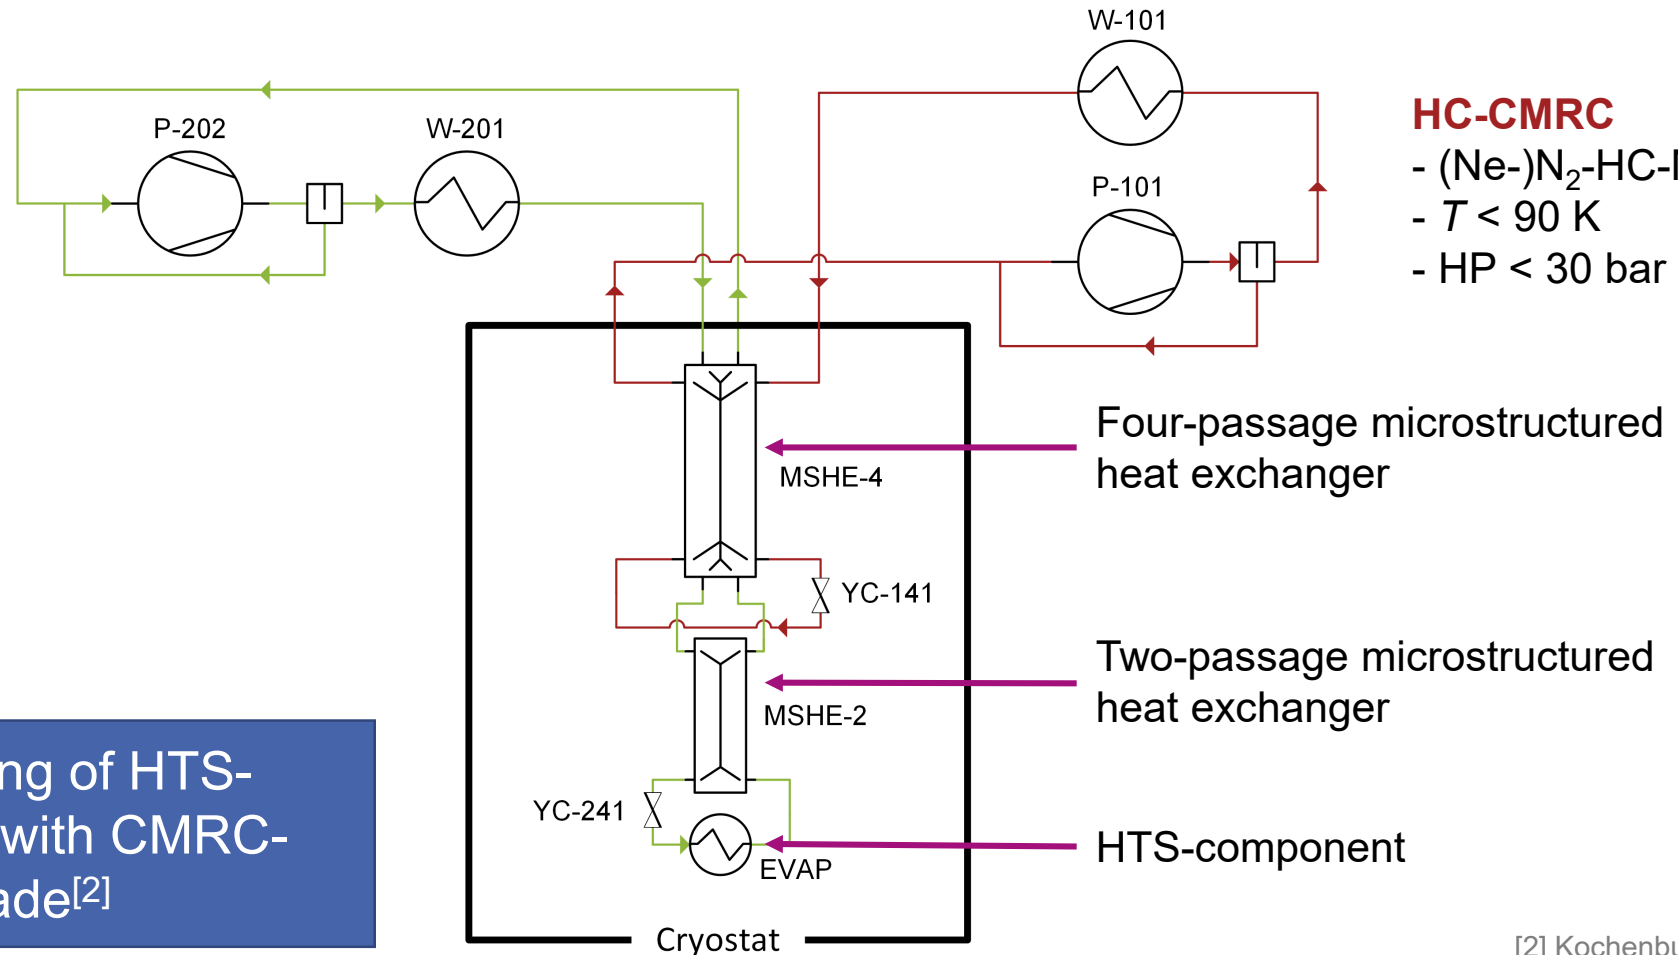 W-101
P-202
W-201
HC-CMRC
- (Ne-)N₂-HC-
P-101
- T < 90 K
- HP < 30 bar
Four-passage microstructured
heat exchanger
MSHE-4
YC-141
Two-passage microstructured
heat exchanger
MSHE-2
ng of HTS-
with CMRC-
ade[2]
YC-241
HTS-component
EVAP
Cryostat
[2] Kochenbu